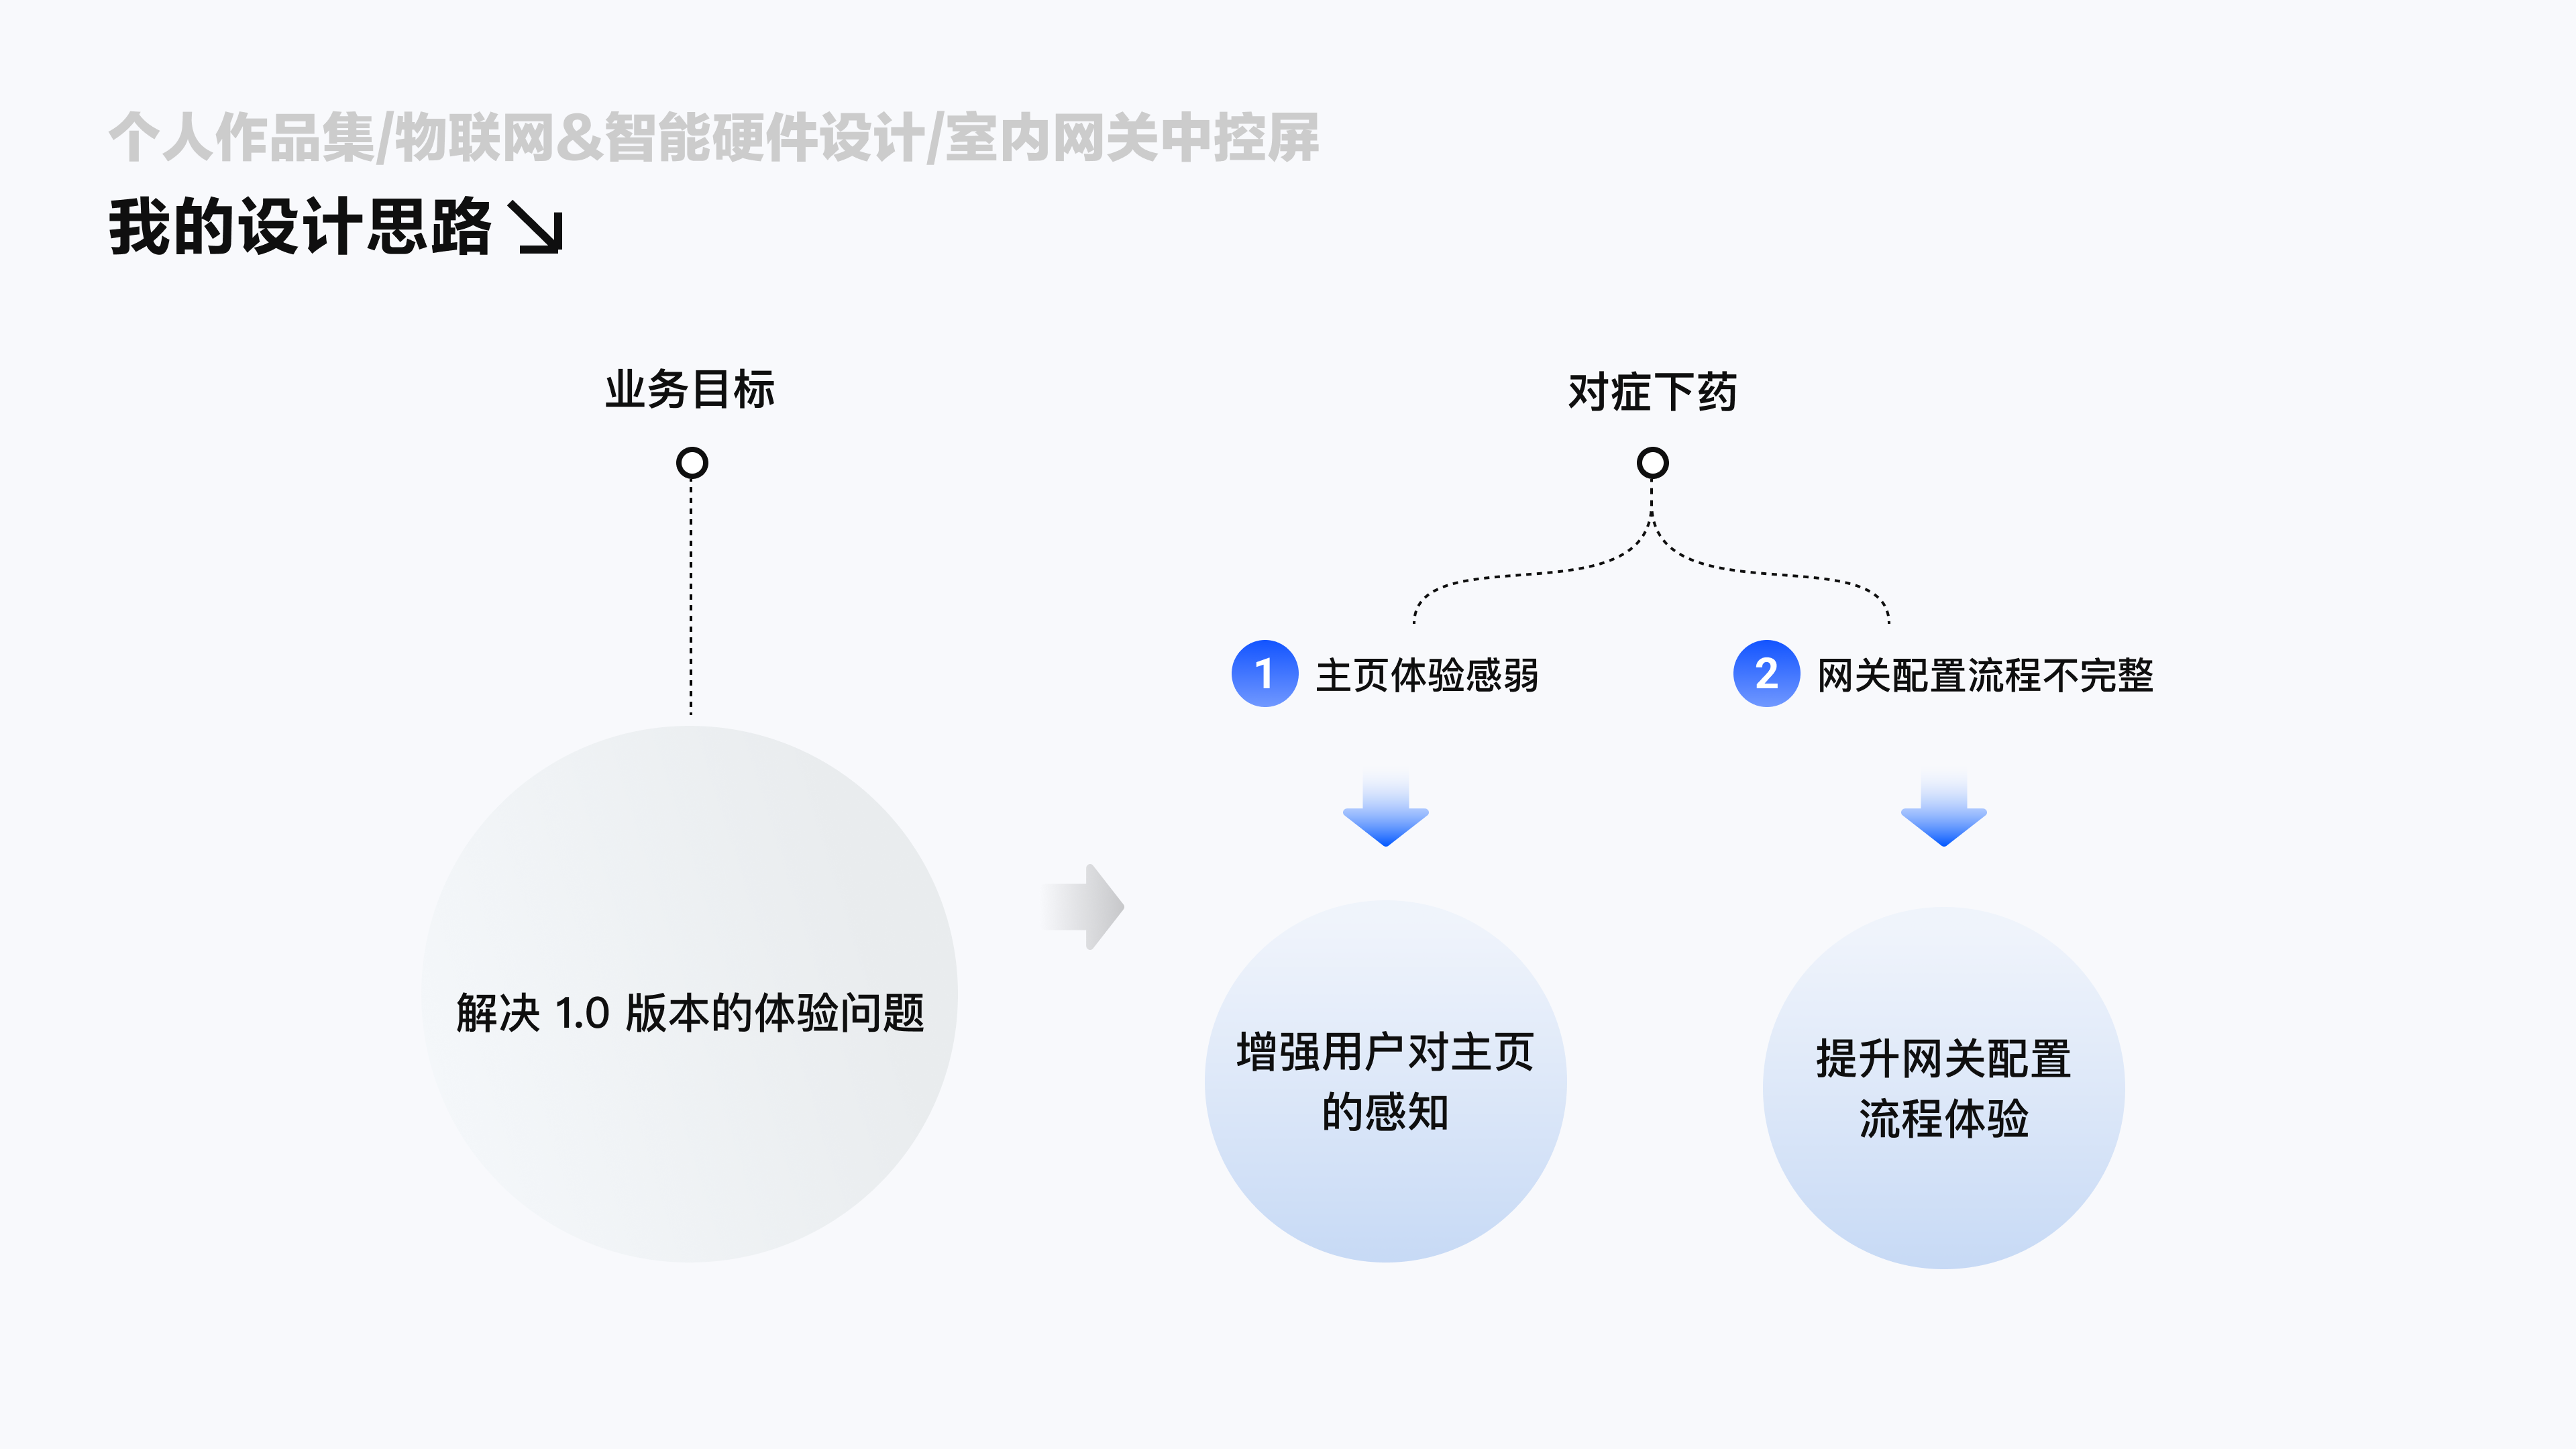 个人作品集/物联网&智能硬件设计/室内网关中控屏
我的设计思路
业务目标
解决 1.0 版本的体验问题
对症下药
1 主页体验感弱
2 网关配置流程不完整
增强用户对主页
的感知
提升网关配置
流程体验